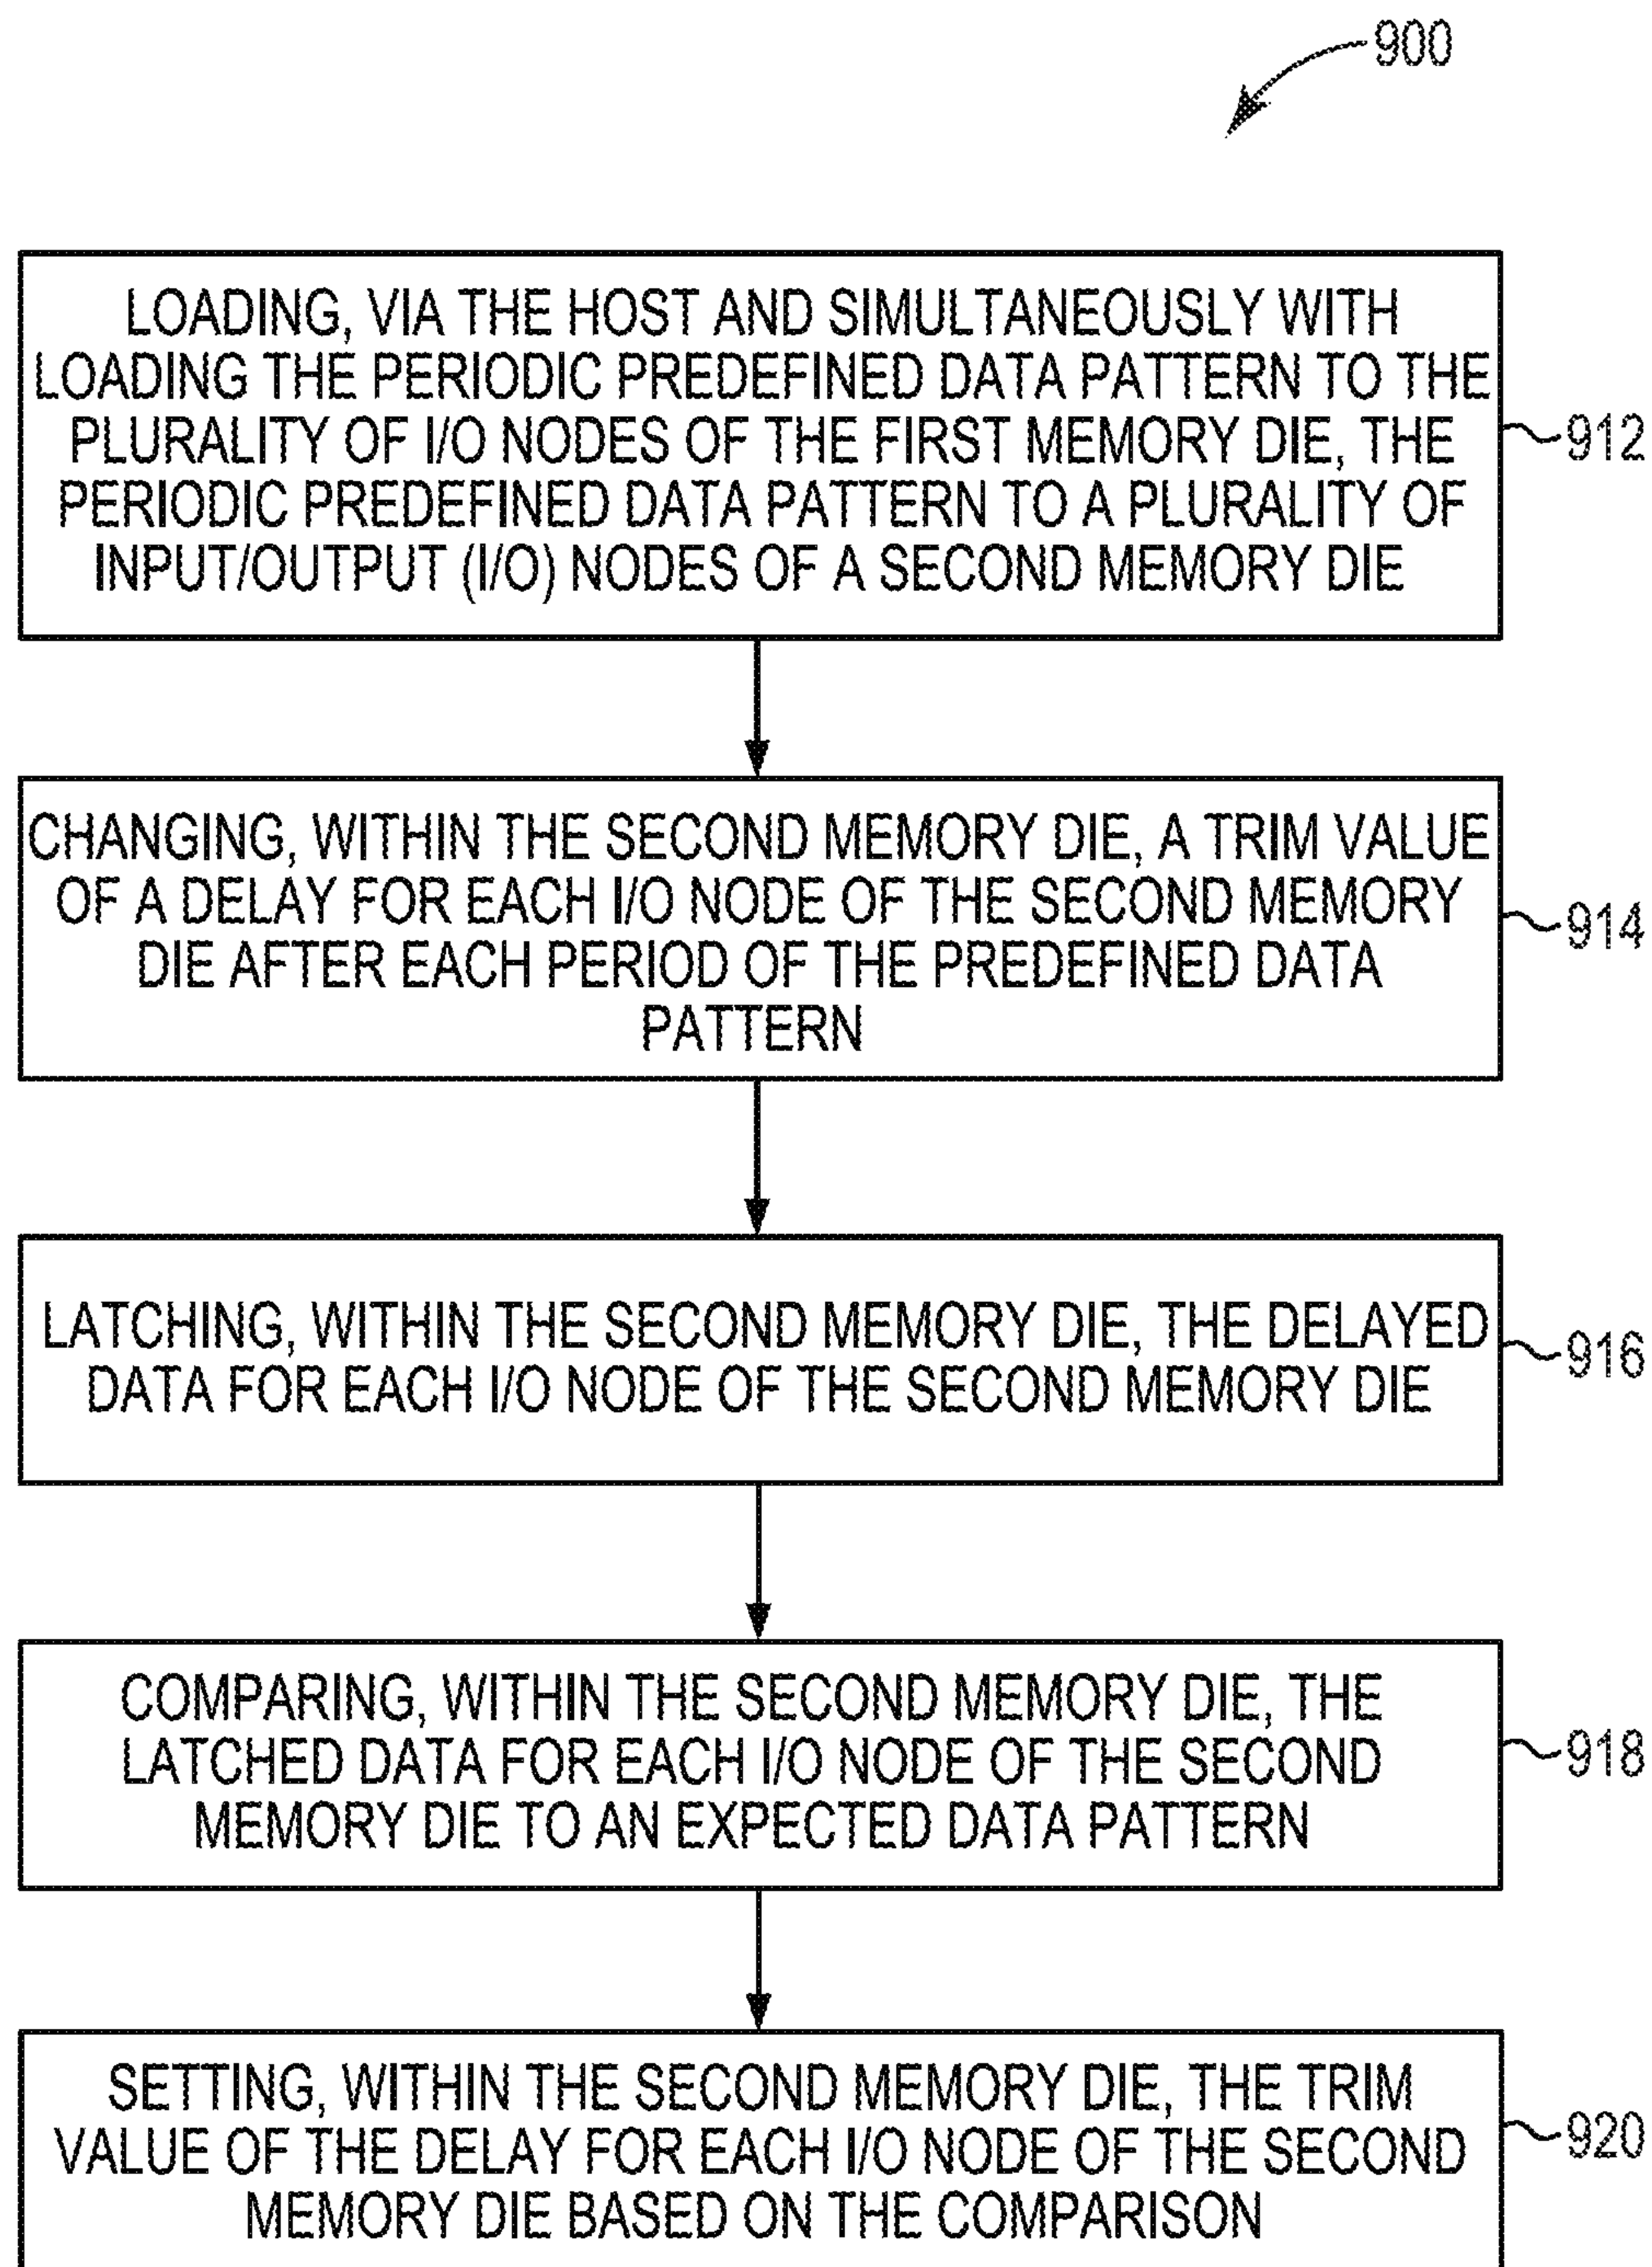 900
LOADING, VIA THE HOST AND SIMULTANEOUSLY WITH
LOADING THE PERIODIC PREDEFINED DATA PATTERN TO THE
PLURALITY OF I/O NODES OF THE FIRST MEMORY DIE, THE
PERIODIC PREDEFINED DATA PATTERN TO A PLURALITY OF
INPUT/OUTPUT (I/O) NODES OF A SECOND MEMORY DIE
912
CHANGING, WITHIN THE SECOND MEMORY DIE, A TRIM VALUE
OF A DELAY FOR EACH I/O NODE OF THE SECOND MEMORY
DIE AFTER EACH PERIOD OF THE PREDEFINED DATA
PATTERN
914
LATCHING, WITHIN THE SECOND MEMORY DIE, THE DELAYED
DATA FOR EACH I/O NODE OF THE SECOND MEMORY DIE
916
COMPARING, WITHIN THE SECOND MEMORY DIE, THE
LATCHED DATA FOR EACH I/O NODE OF THE SECOND
MEMORY DIE TO AN EXPECTED DATA PATTERN
918
SETTING, WITHIN THE SECOND MEMORY DIE, THE TRIM
VALUE OF THE DELAY FOR EACH I/O NODE OF THE SECOND
MEMORY DIE BASED ON THE COMPARISON
920